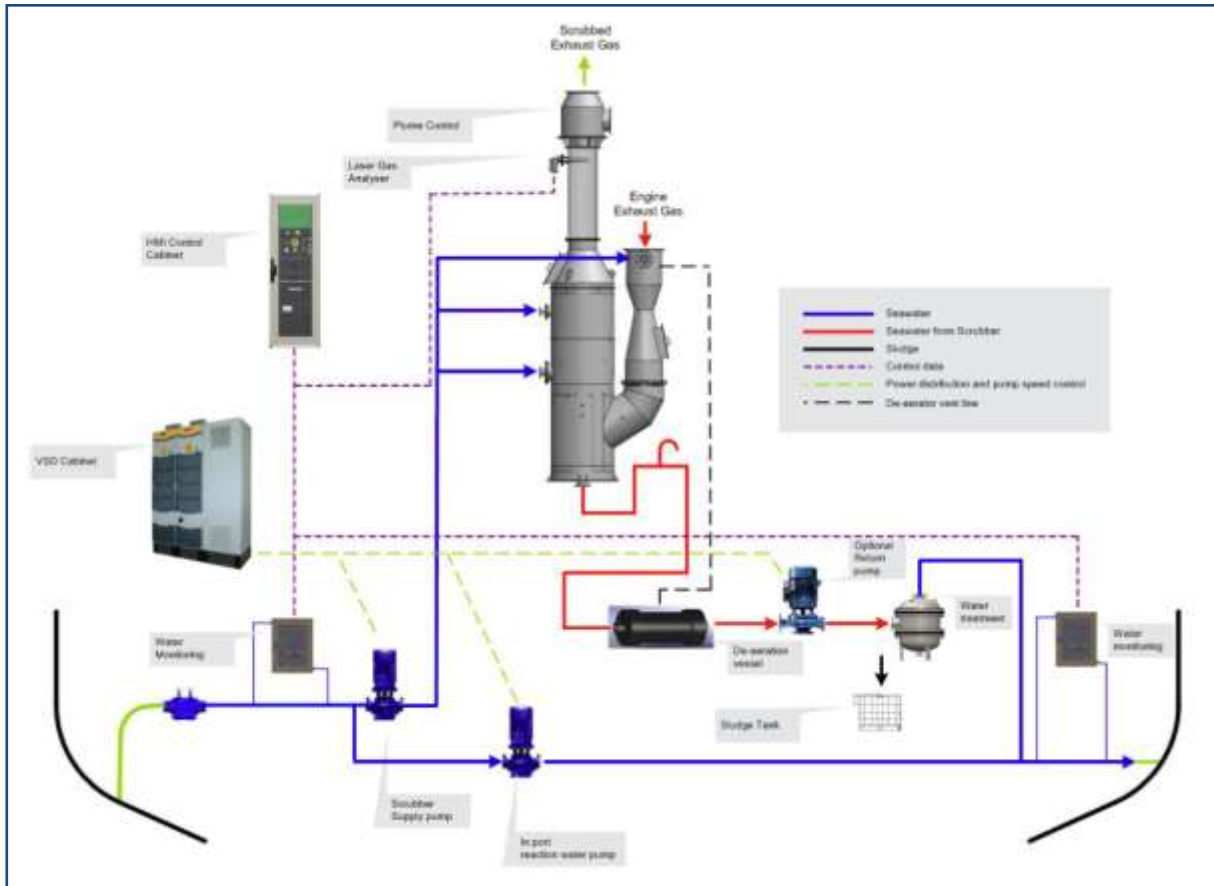 Scrubbed
Exhaust Gas
Plume Control
Laser Gas
Analyser
Engine
Exhaust Gas
HMI Control
Cabinet
Seawater
Seawater from Scrubber
Sludge
Control data
Power distribution and pump speed control
De-aerator vent line
VSD Cabinet
Optional
Return
pump
Water
Monitoring
Water
treatment
De-aeration
vessel
Water
monitoring
Sludge Tank
Scrubber
Supply pump
In port
reaction water pump